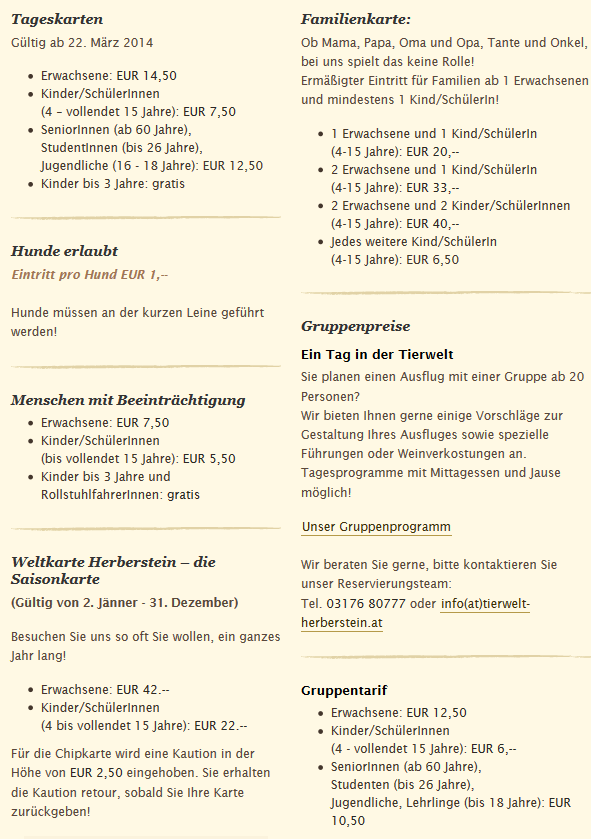 Tageskarten
Gültig ab 22. März 2014
Erwachsene: EUR 14,50
Kinder/SchülerInnen
(4 – vollendet 15 Jahre): EUR 7,50
SeniorInnen (ab 60 Jahre),
StudentInnen (bis 26 Jahre),
Jugendliche (16 - 18 Jahre): EUR 12,50
Kinder bis 3 Jahre: gratis
Hunde erlaubt
Eintritt pro Hund EUR 1,--
Hunde müssen an der kurzen Leine geführt
werden!
Menschen mit Beeinträchtigung
Erwachsene: EUR 7,50
Kinder/SchülerInnen
(bis vollendet 15 Jahre): EUR 5,50
Kinder bis 3 Jahre und
RollstuhlfahrerInnen: gratis
Weltkarte Herberstein – die
Saisonkarte
(Gültig von 2. Jänner - 31. Dezember)
Besuchen Sie uns so oft Sie wollen, ein ganzes
Jahr lang!
Erwachsene: EUR 42.--
Kinder/SchülerInnen
(4 bis vollendet 15 Jahre): EUR 22.--
Für die Chipkarte wird eine Kaution in der
Höhe von EUR 2,50 eingehoben. Sie erhalten
die Kaution retour, sobald Sie Ihre Karte
zurückgeben!
Familienkarte:
Ob Mama, Papa, Oma und Opa, Tante und Onkel,
bei uns spielt das keine Rolle!
Ermäßigter Eintritt für Familien ab 1 Erwachsenen
und mindestens 1 Kind/SchülerIn!
1 Erwachsene und 1 Kind/SchülerIn
(4-15 Jahre): EUR 20,--
2 Erwachsene und 1 Kind/SchülerIn
(4-15 Jahre): EUR 33,--
2 Erwachsene und 2 Kinder/SchülerInnen
(4-15 Jahre): EUR 40,--
Jedes weitere Kind/SchülerIn
(4-15 Jahre): EUR 6,50
Gruppenpreise
Ein Tag in der Tierwelt
Sie planen einen Ausflug mit einer Gruppe ab 20
Personen?
Wir bieten Ihnen gerne einige Vorschläge zur
Gestaltung Ihres Ausfluges sowie spezielle
Führungen oder Weinverkostungen an.
Tagesprogramme mit Mittagessen und Jause
möglich!
Unser Gruppenprogramm
Wir beraten Sie gerne, bitte kontaktieren Sie
unser Reservierungsteam:
Tel. 03176 80777 oder info(at)tierwelt-
herberstein.at
Gruppentarif
Erwachsene: EUR 12,50
Kinder/SchülerInnen
(4 - vollendet 15 Jahre): EUR 6,--
SeniorInnen (ab 60 Jahre),
Studenten (bis 26 Jahre),
Jugendliche, Lehrlinge (bis 18 Jahre): EUR
10,50